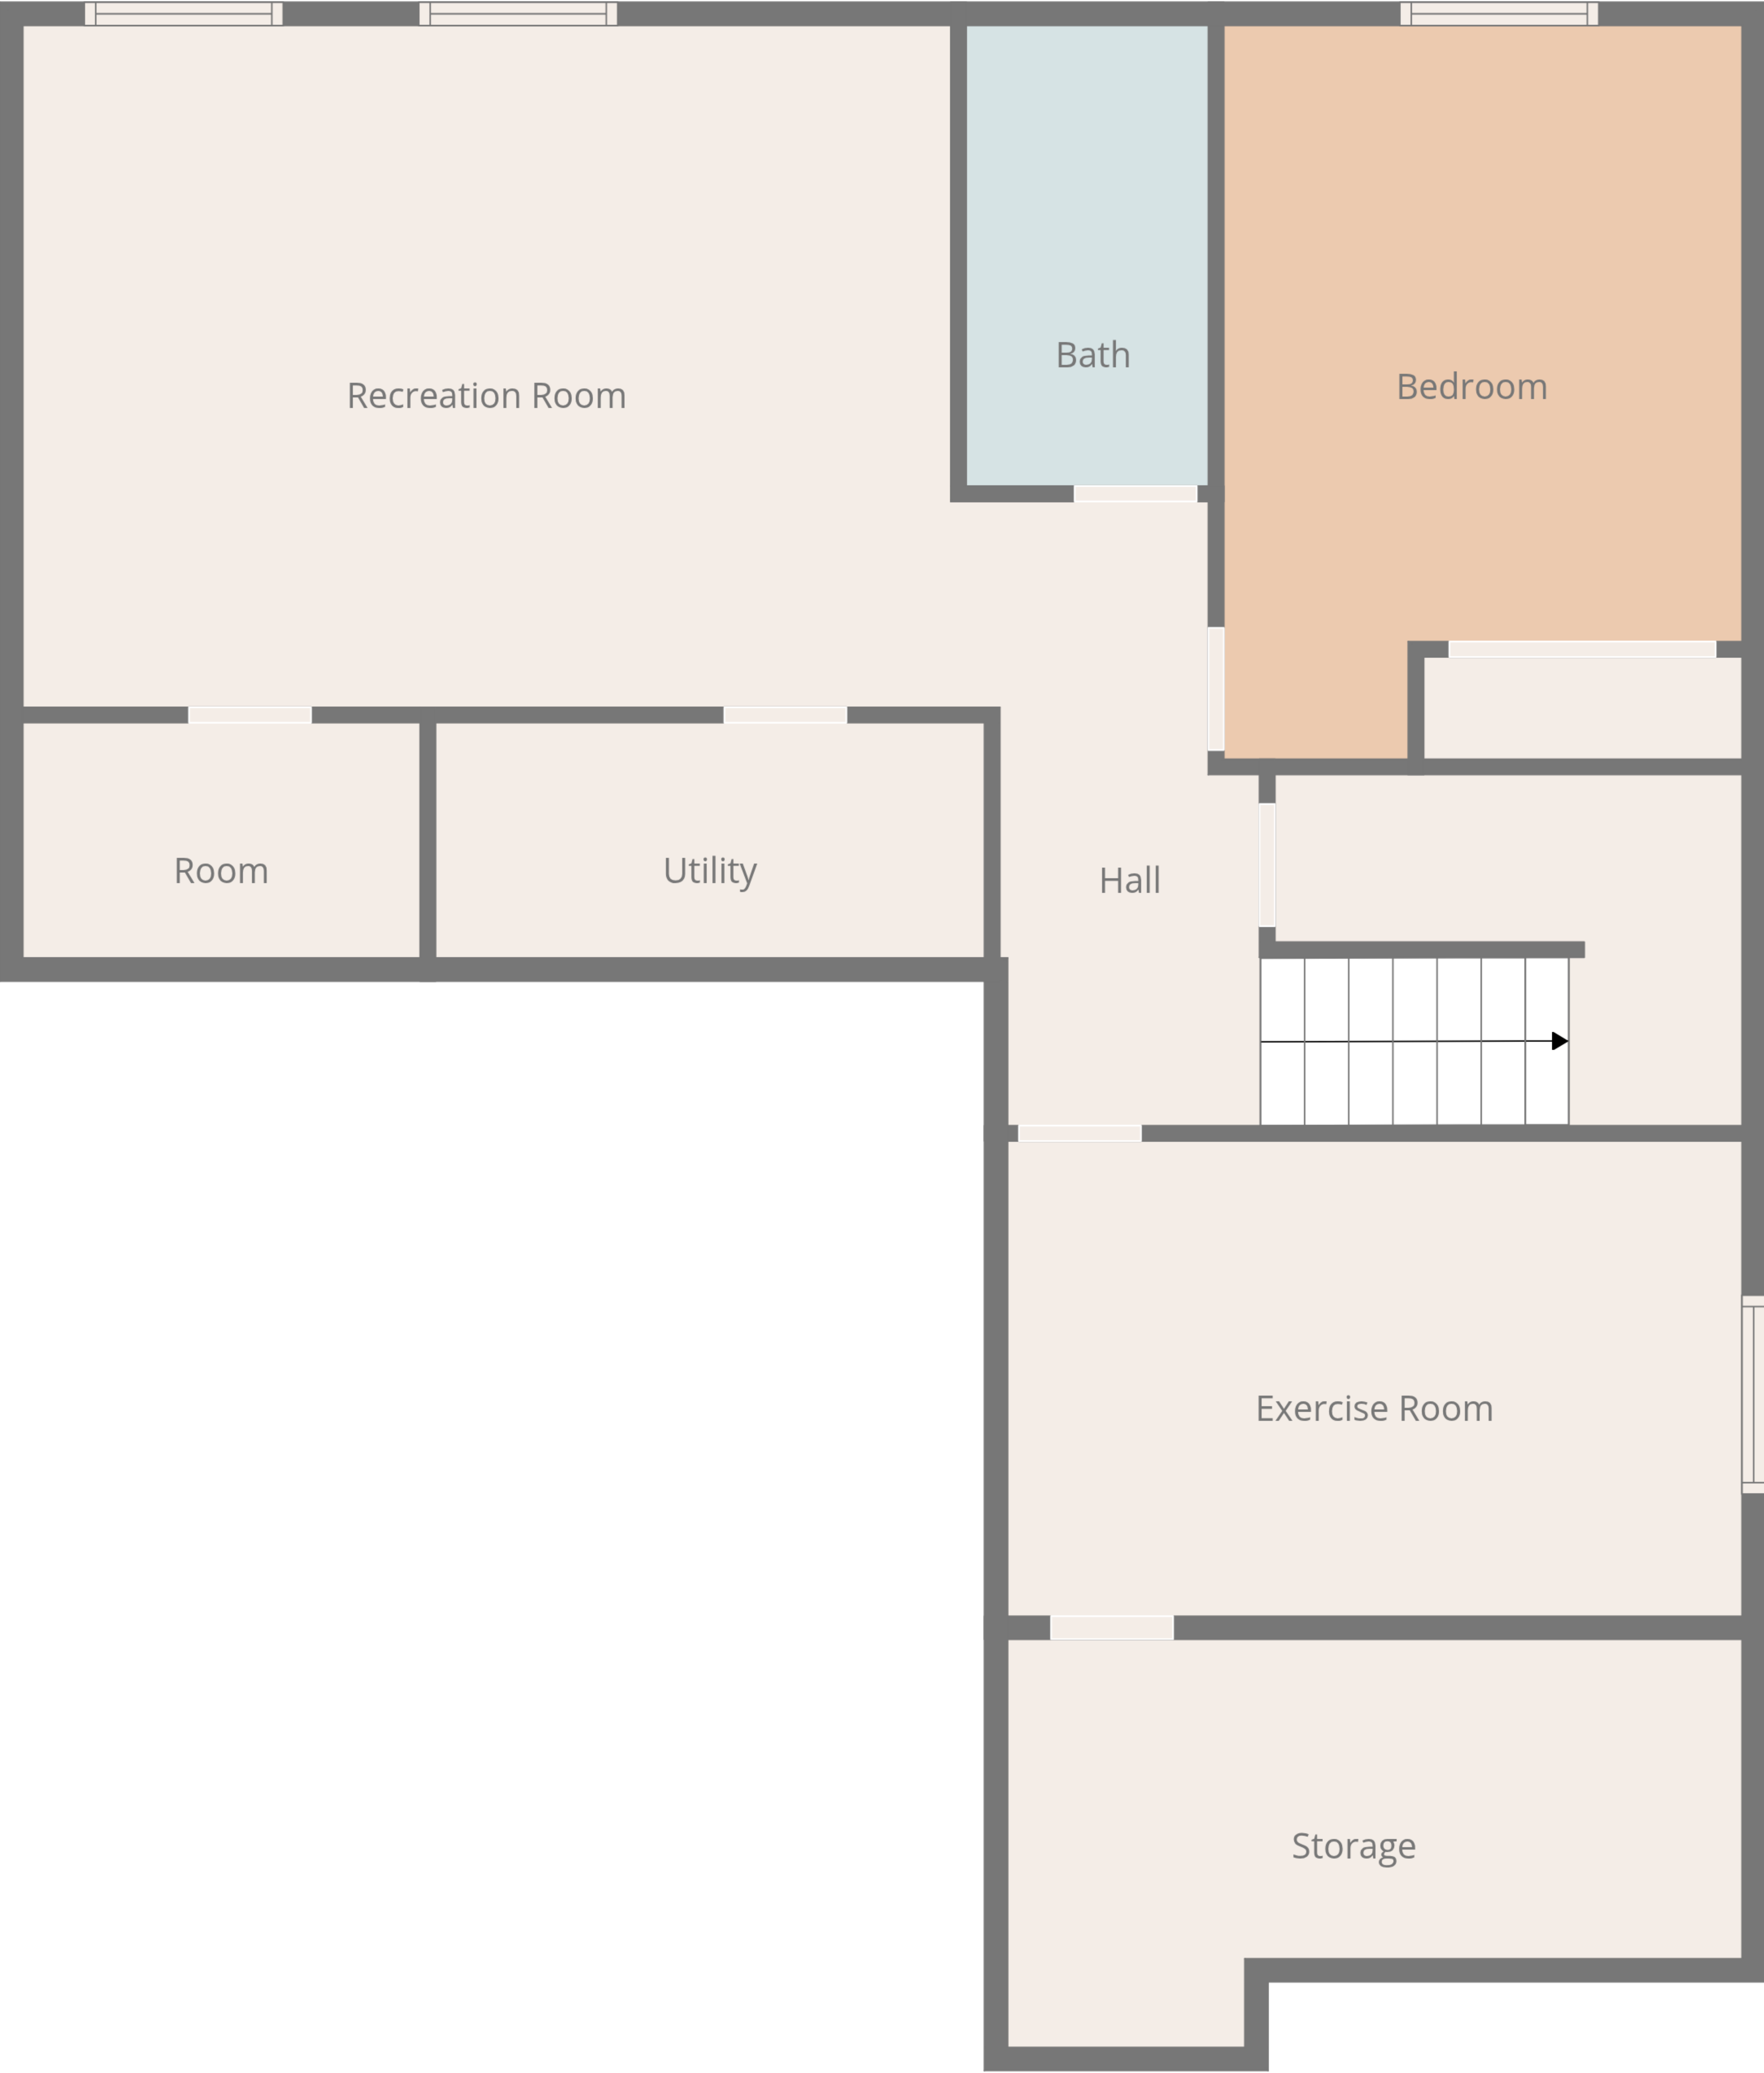 Bath
Bedroom
Recreation Room
Room
Utility
Hall
Exercise Room
Storage